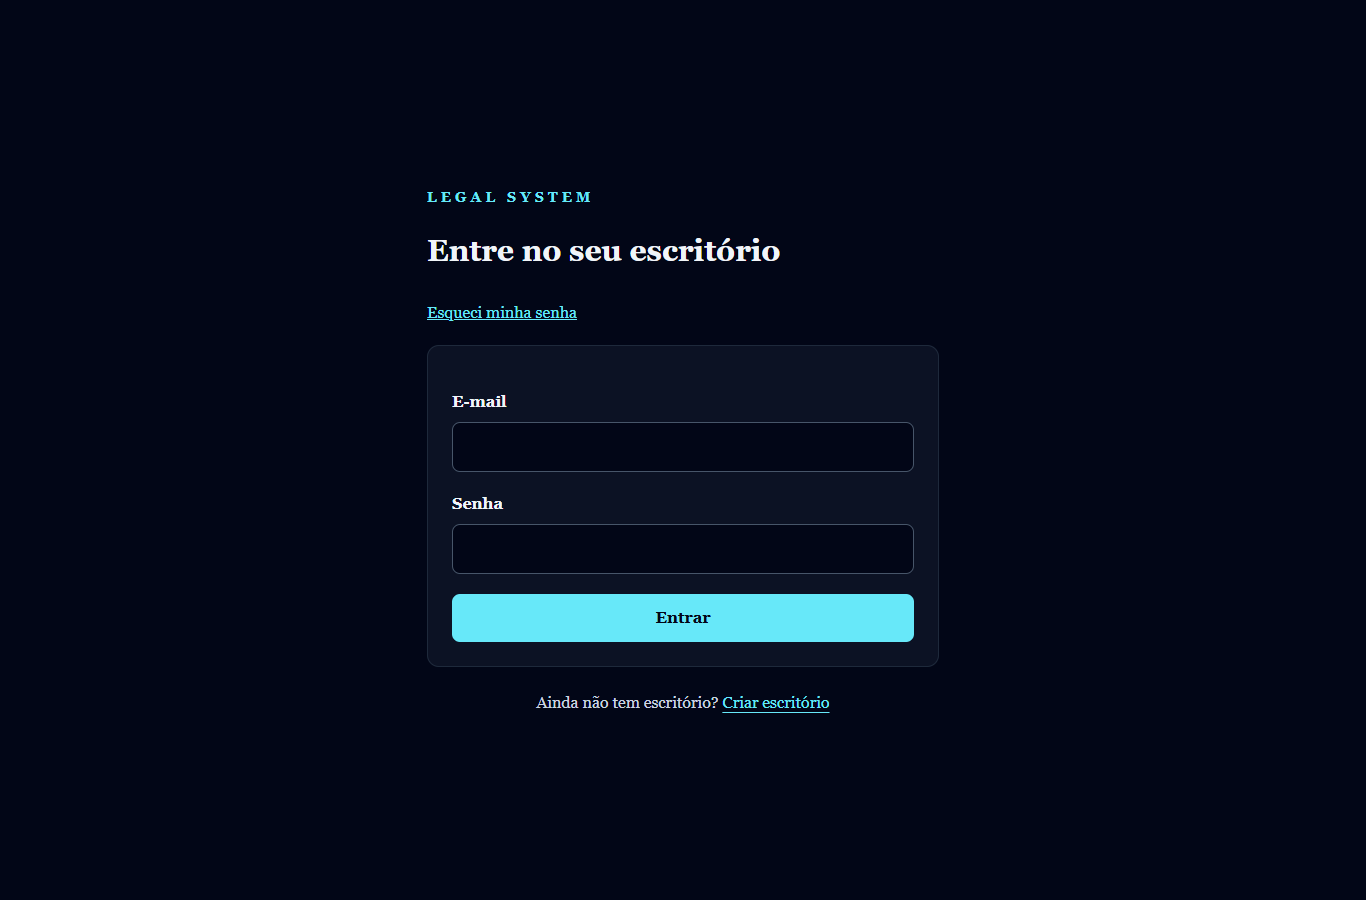 LEGAL SYSTEM
Entre no seu escritório
Esqueci minha senha
E-mail
Senha
Entrar
Ainda não tem escritório? Criar escritório